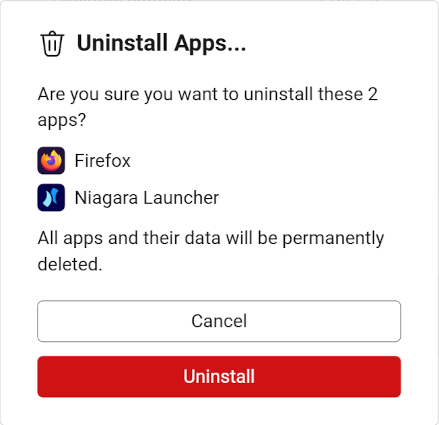 Uninstall Apps...
Are you sure you want to uninstall these 2
apps?
Firefox
Niagara Launcher
All apps and their data will be permanently
deleted.
Cancel
Uninstall